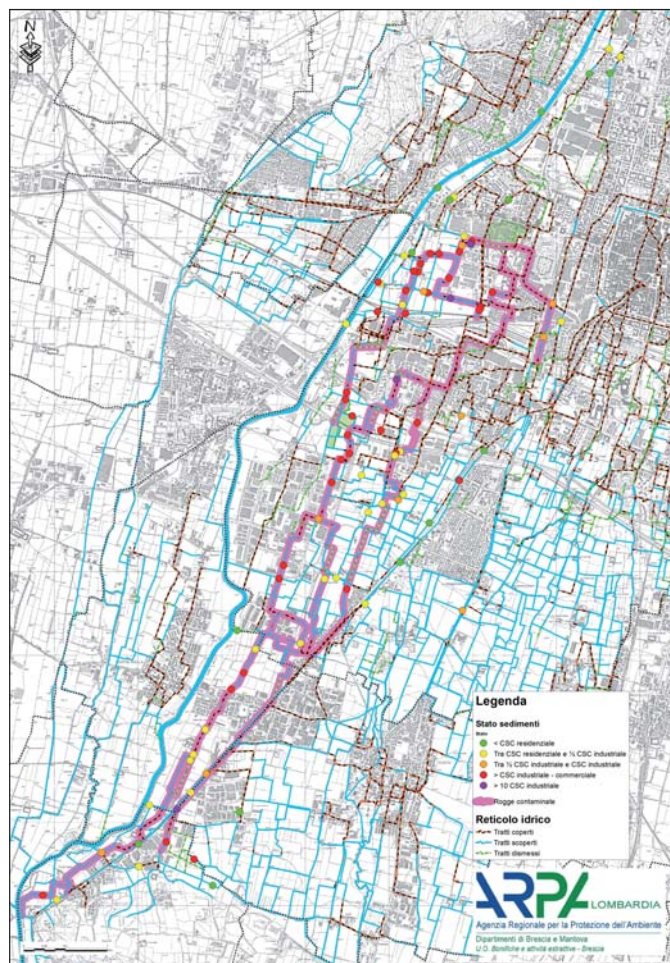 N
Legenda
Stato sedimenti
Stato
< CSC residenziale
Tra CSC residenziale e ½ CSC industriale
Tra ½ CSC industriale e CSC industriale
> CSC industriale - commerciale
> 10 CSC industriale
Rogge contaminate
Reticolo idrico
Tratti coperti
Tratti scoperti
Tratti dismessi
ARPA LOMBARDIA
Agenzia Regionale per la Protezione dell'Ambiente
Dipartimenti di Brescia e Mantova
U.O. Bonifiche e attività estrattive - Brescia